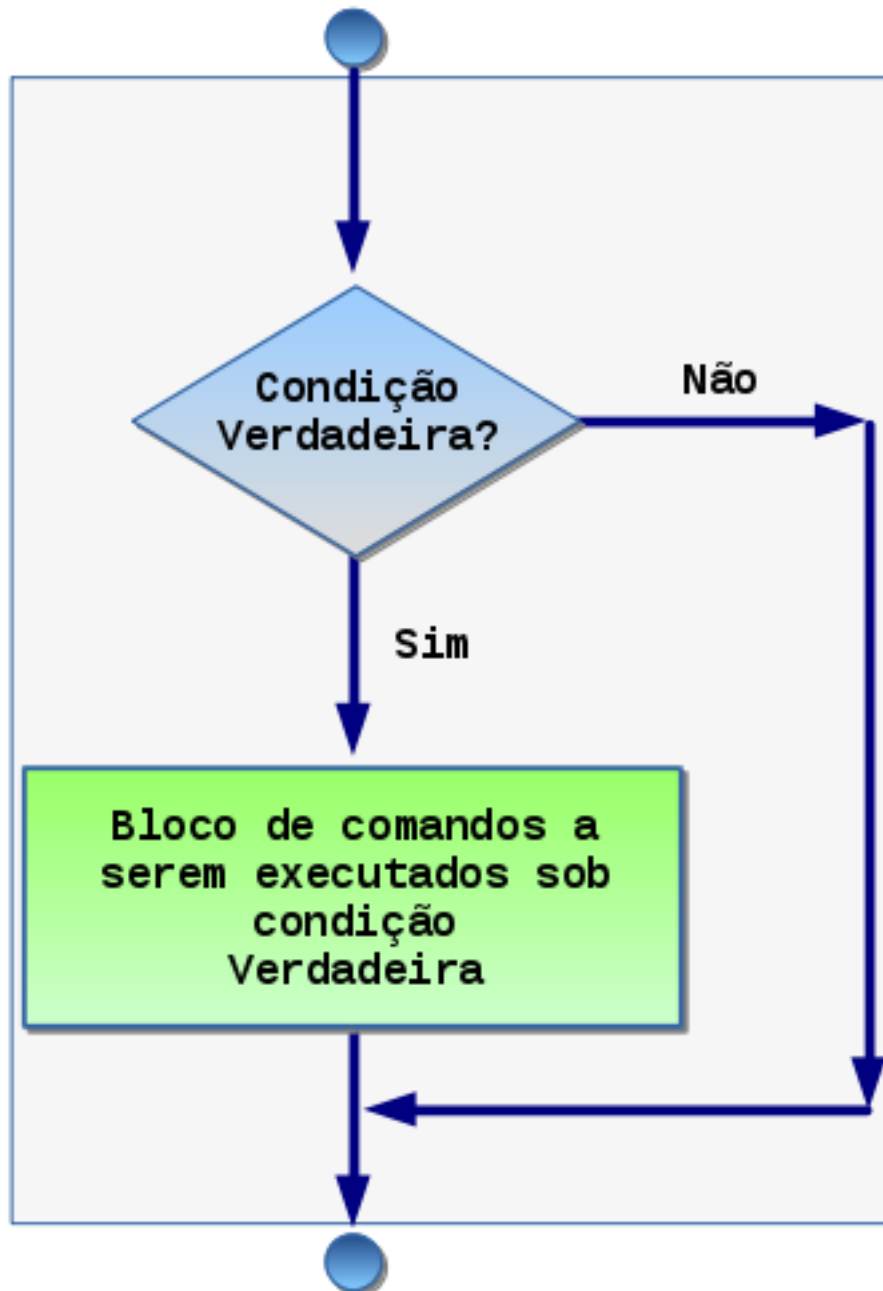 Condição
Verdadeira?
Não
Sim
Bloco de comandos a
serem executados sob
condição
Verdadeira